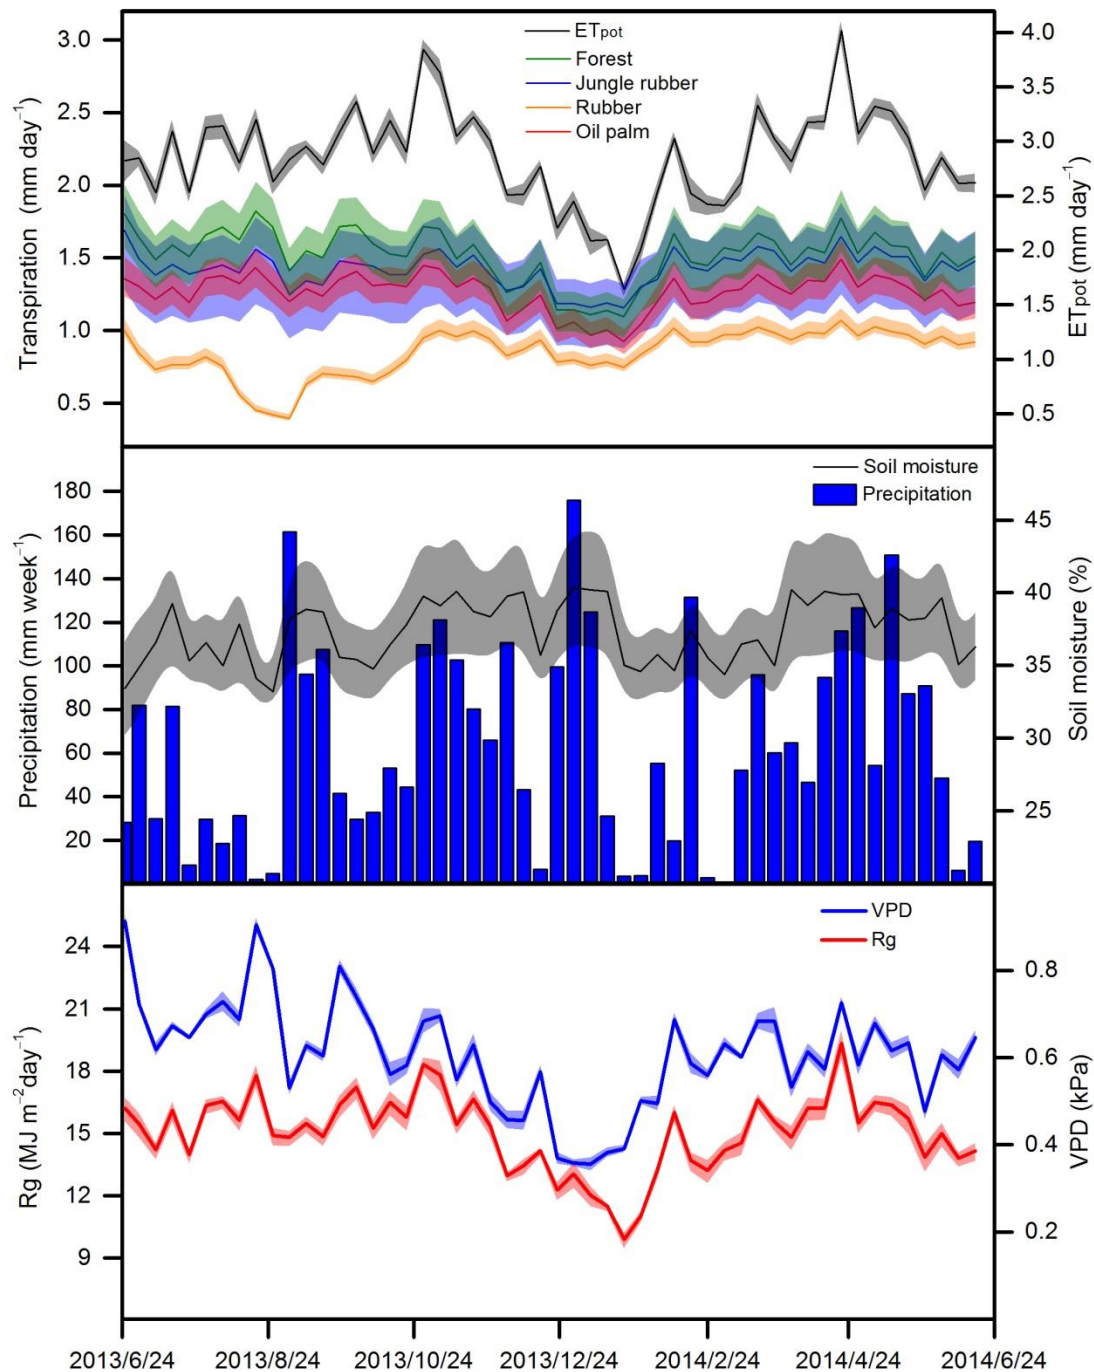 3.0
2.5
2.0
1.5
1.0
0.5
Transpiration (mm day⁻¹)
ETpot
Forest
Jungle rubber
Rubber
Oil palm
4.0
3.5
3.0
2.5
2.0
1.5
1.0
0.5
ETpot (mm day⁻¹)
180
160
140
120
100
80
60
40
20
Precipitation (mm week⁻¹)
Soil moisture
Precipitation
45
40
35
30
25
Soil moisture (%)
24
21
18
15
12
9
Rg (MJ m⁻²day⁻¹)
VPD
Rg
0.8
0.6
0.4
0.2
VPD (kPa)
2013/6/24 2013/8/24 2013/10/24 2013/12/24 2014/2/24 2014/4/24 2014/6/24